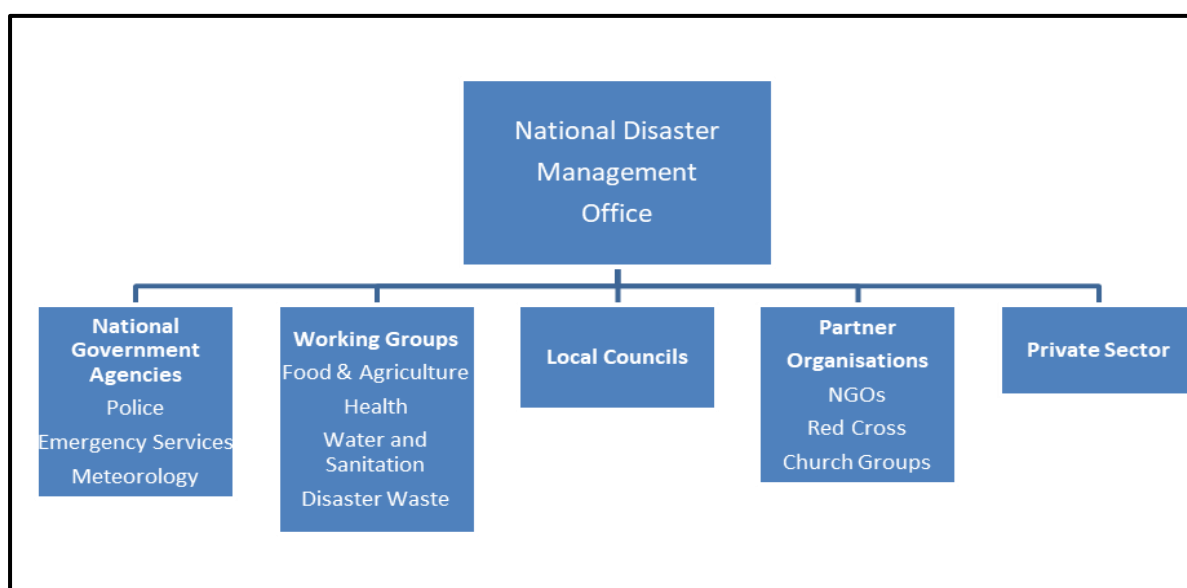 National Disaster
Management
Office
National
Government
Agencies
Police
Emergency Services
Meteorology
Working Groups
Food & Agriculture
Health
Water and
Sanitation
Disaster Waste
Local Councils
Partner
Organisations
NGOs
Red Cross
Church Groups
Private Sector